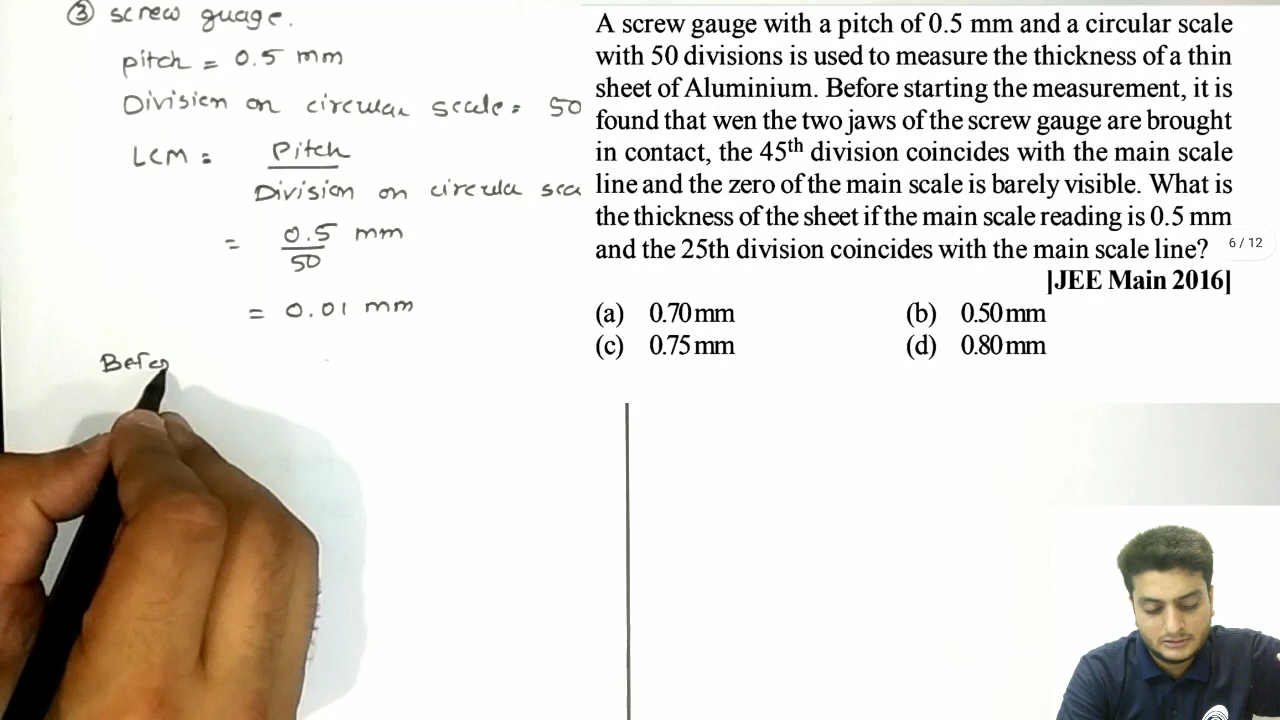 ③ screw guage.
pitch = 0.5 mm
Division on circular scale = 50
LCM = Pitch
Division on circula sca
= 0.5 mm
50
= 0.01 mm
Befo
A screw gauge with a pitch of 0.5 mm and a circular scale
with 50 divisions is used to measure the thickness of a thin
sheet of Aluminium. Before starting the measurement, it is
found that wen the two jaws of the screw gauge are brought
in contact, the 45th division coincides with the main scale
line and the zero of the main scale is barely visible. What is
the thickness of the sheet if the main scale reading is 0.5 mm
and the 25th division coincides with the main scale line?
6 / 12
[JEE Main 2016]
(a) 0.70 mm (b) 0.50 mm
(c) 0.75 mm (d) 0.80 mm